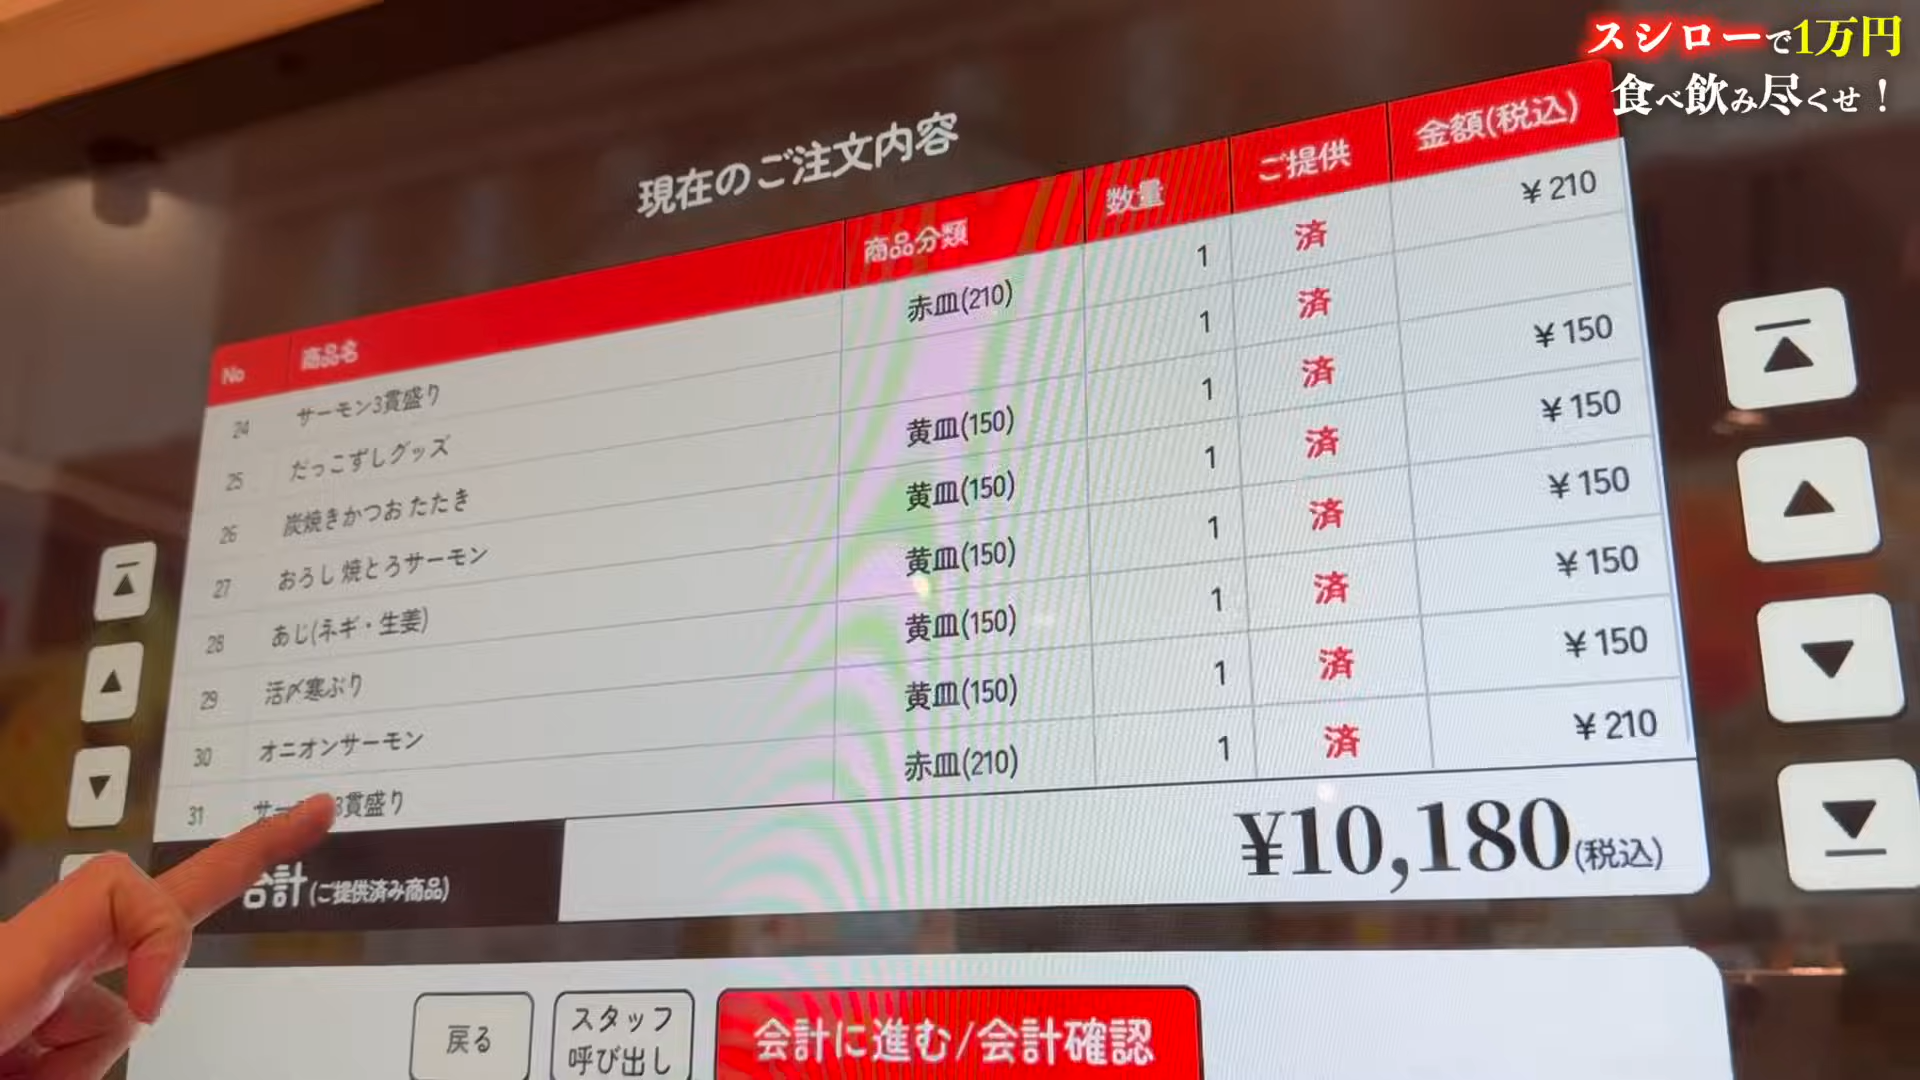 スシローで1万円
食べ飲み尽くせ！
現在のご注文内容
No 商品名 商品分類 数量 ご提供 金額(税込)
24 サーモン3貫盛り 赤皿(210) 1 済 ¥210
25 だっこずしグッズ 1 済
26 炭焼きかつおたたき 黄皿(150) 1 済 ¥150
27 おろし焼とろサーモン 黄皿(150) 1 済 ¥150
28 あじ(ネギ・生姜) 黄皿(150) 1 済 ¥150
29 活〆寒ぶり 黄皿(150) 1 済 ¥150
30 オニオンサーモン 黄皿(150) 1 済 ¥150
31 サーモン3貫盛り 赤皿(210) 1 済 ¥210
合計(ご提供済み商品) ¥10,180(税込)
戻る
スタッフ
呼び出し
会計に進む/会計確認